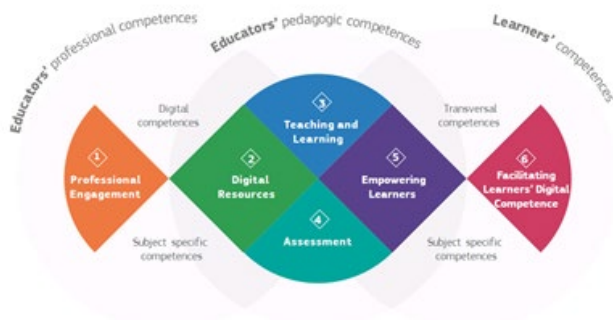 Educators' professional competences
Educators' pedagogic competences
Learners' competences
Digital
competences
Transversal
competences
1
Professional
Engagement
2
Digital
Resources
3
Teaching and
Learning
4
Assessment
5
Empowering
Learners
6
Facilitating
Learners' Digital
Competence
Subject specific
competences
Subject specific
competences